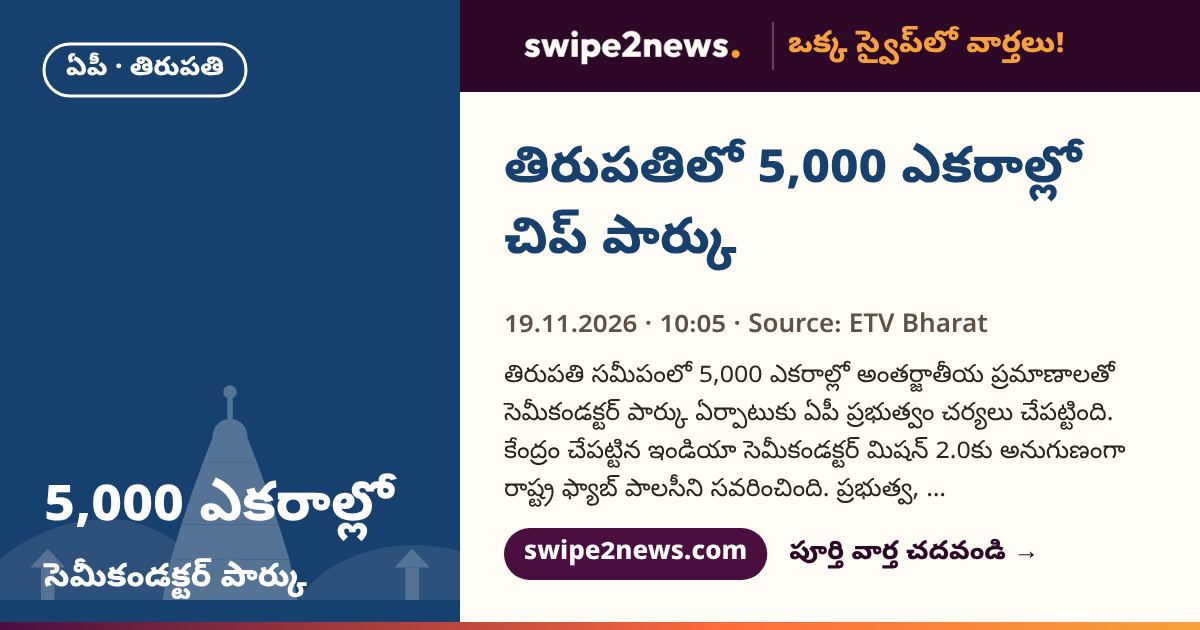 ఏపీ · తిరుపతి
5,000 ఎకరాల్లో
సెమీకండక్టర్ పార్కు
swipe2news.
ఒక్క స్వైప్‌లో వార్తలు!
తిరుపతిలో 5,000 ఎకరాల్లో
చిప్ పార్కు
19.11.2026 · 10:05 · Source: ETV Bharat
తిరుపతి సమీపంలో 5,000 ఎకరాల్లో అంతర్జాతీయ ప్రమాణాలతో
సెమీకండక్టర్ పార్కు ఏర్పాటుకు ఏపీ ప్రభుత్వం చర్యలు చేపట్టింది.
కేంద్రం చేపట్టిన ఇండియా సెమీకండక్టర్ మిషన్ 2.0కు అనుగుణంగా
రాష్ట్ర ఫ్యాబ్ పాలసీని సవరించింది. ప్రభుత్వ, ...
swipe2news.com
పూర్తి వార్త చదవండి →